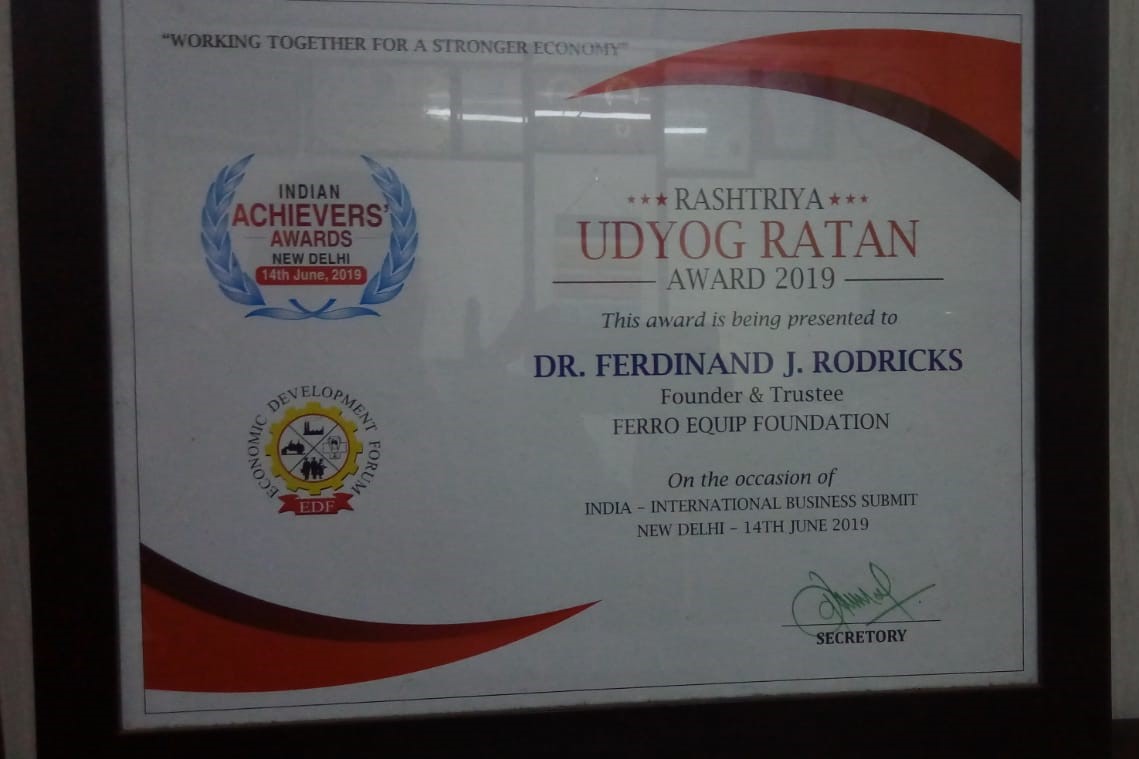 "WORKING TOGETHER FOR A STRONGER ECONOMY"
INDIAN
ACHIEVERS'
AWARDS
NEW DELHI
14th June, 2019
ECONOMIC DEVELOPMENT FORUM
EDF
RASHTRIYA
UDYOG RATAN
AWARD 2019
This award is being presented to
DR. FERDINAND J. RODRICKS
Founder & Trustee
FERRO EQUIP FOUNDATION
On the occasion of
INDIA - INTERNATIONAL BUSINESS SUBMIT
NEW DELHI - 14TH JUNE 2019
SECRETORY